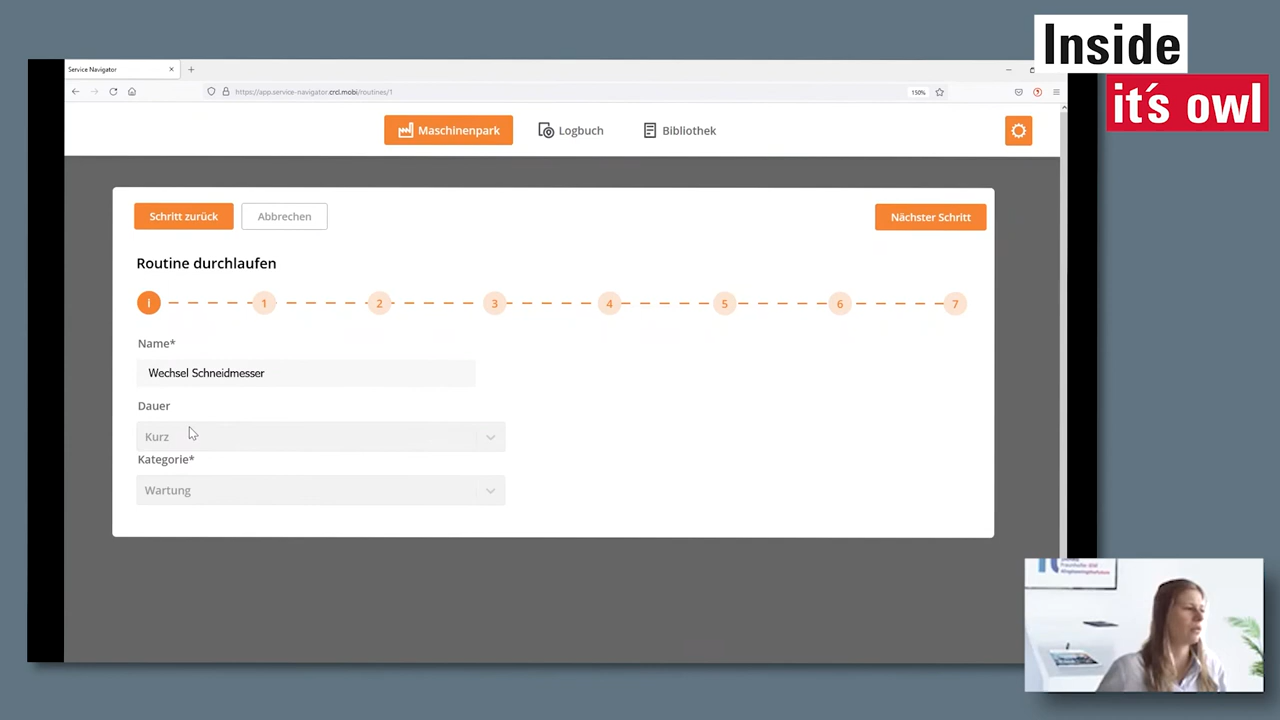 Inside
it´s owl
Service Navigator
https://app.service-navigator.crcl.mobi/routines/1
150%
Maschinenpark
Logbuch
Bibliothek
Schritt zurück
Abbrechen
Nächster Schritt
Routine durchlaufen
I 1 2 3 4 5 6 7
Name*
Wechsel Schneidmesser
Dauer
Kurz
Kategorie*
Wartung